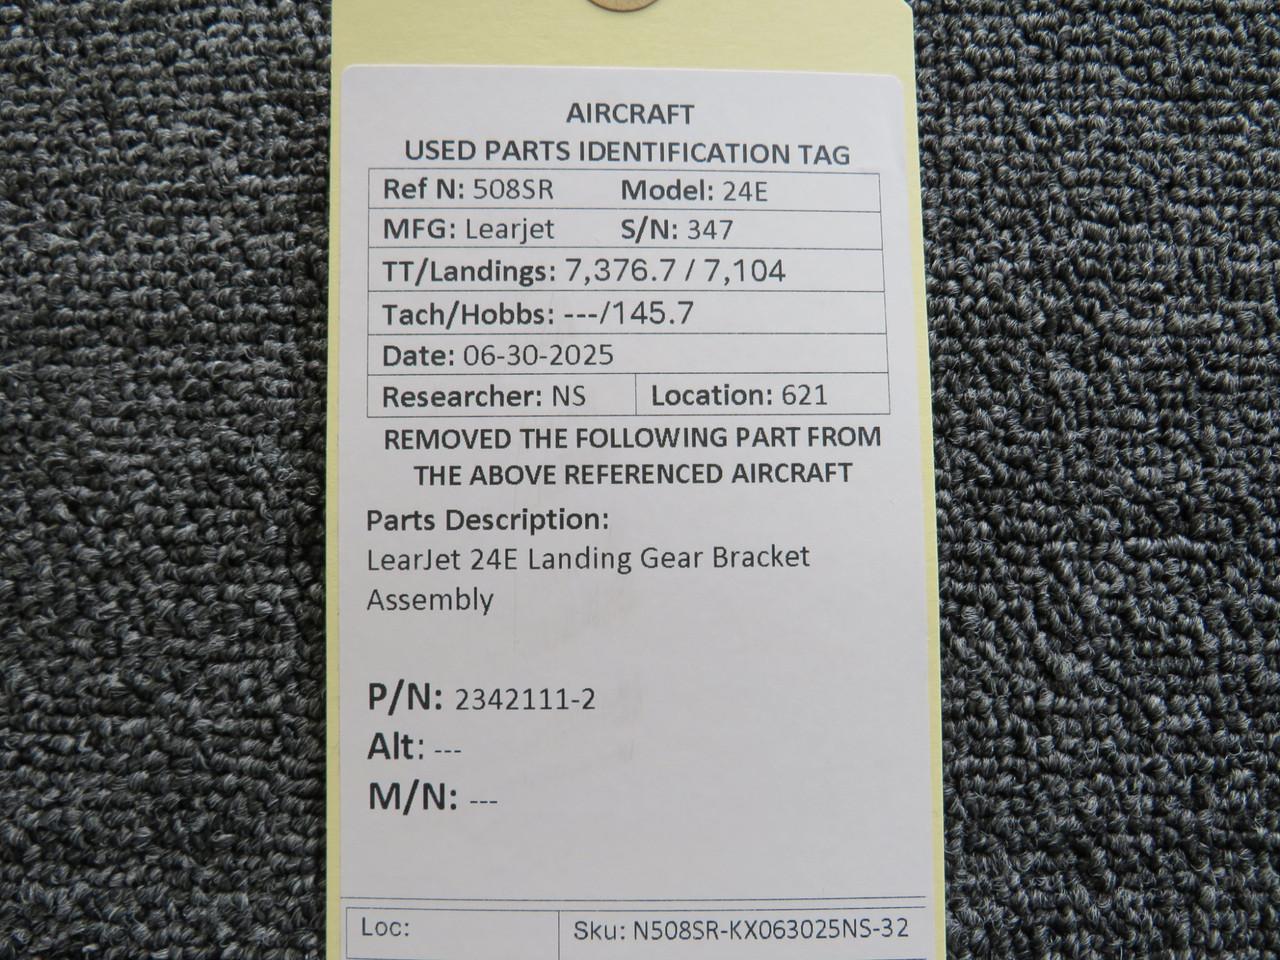 AIRCRAFT
USED PARTS IDENTIFICATION TAG
Ref N: 508SR Model: 24E
MFG: Learjet S/N: 347
TT/Landings: 7,376.7 / 7,104
Tach/Hobbs: ---/145.7
Date: 06-30-2025
Researcher: NS Location: 621
REMOVED THE FOLLOWING PART FROM
THE ABOVE REFERENCED AIRCRAFT
Parts Description:
LearJet 24E Landing Gear Bracket
Assembly
P/N: 2342111-2
Alt: ---
M/N: ---
Loc: Sku: N508SR-KX063025NS-32